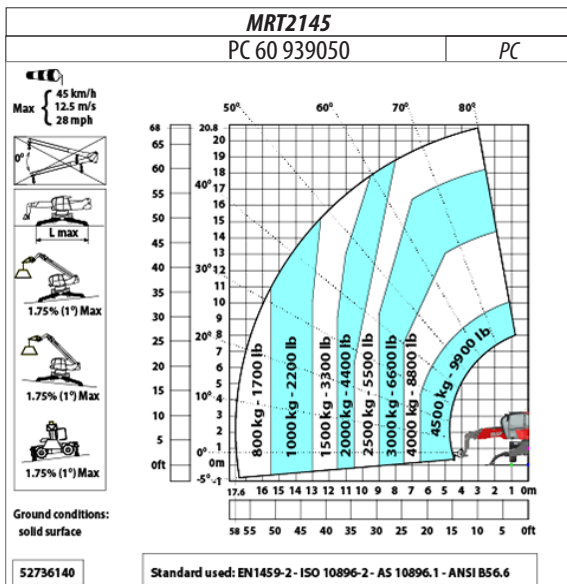 MRT2145
PC 60 939050 PC
Max { 45 km/h
12.5 m/s
28 mph
0°
L max
1.75% (1°) Max
1.75% (1°) Max
1.75% (1°) Max
Ground conditions:
solid surface
52736140
50° 60° 70° 80°
40°
30°
20°
10°
0°
-5°
68 65 60 55 50 45 40 35 30 25 20 15 10 5 0ft
20.8 20 19 18 17 16 15 14 13 12 11 10 9 8 7 6 5 4 3 2 1 0m -1
800 kg - 1700 lb
1000 kg - 2200 lb
1500 kg - 3300 lb
2000 kg - 4400 lb
2500 kg - 5500 lb
3000 kg - 6600 lb
4000 kg - 8800 lb
4500 kg - 9900 lb
17.6 16 15 14 13 12 11 10 9 8 7 6 5 4 3 2 1 0m
58 55 50 45 40 35 30 25 20 15 10 5 0ft
Standard used: EN1459-2 - ISO 10896-2 - AS 10896.1 - ANSI B56.6